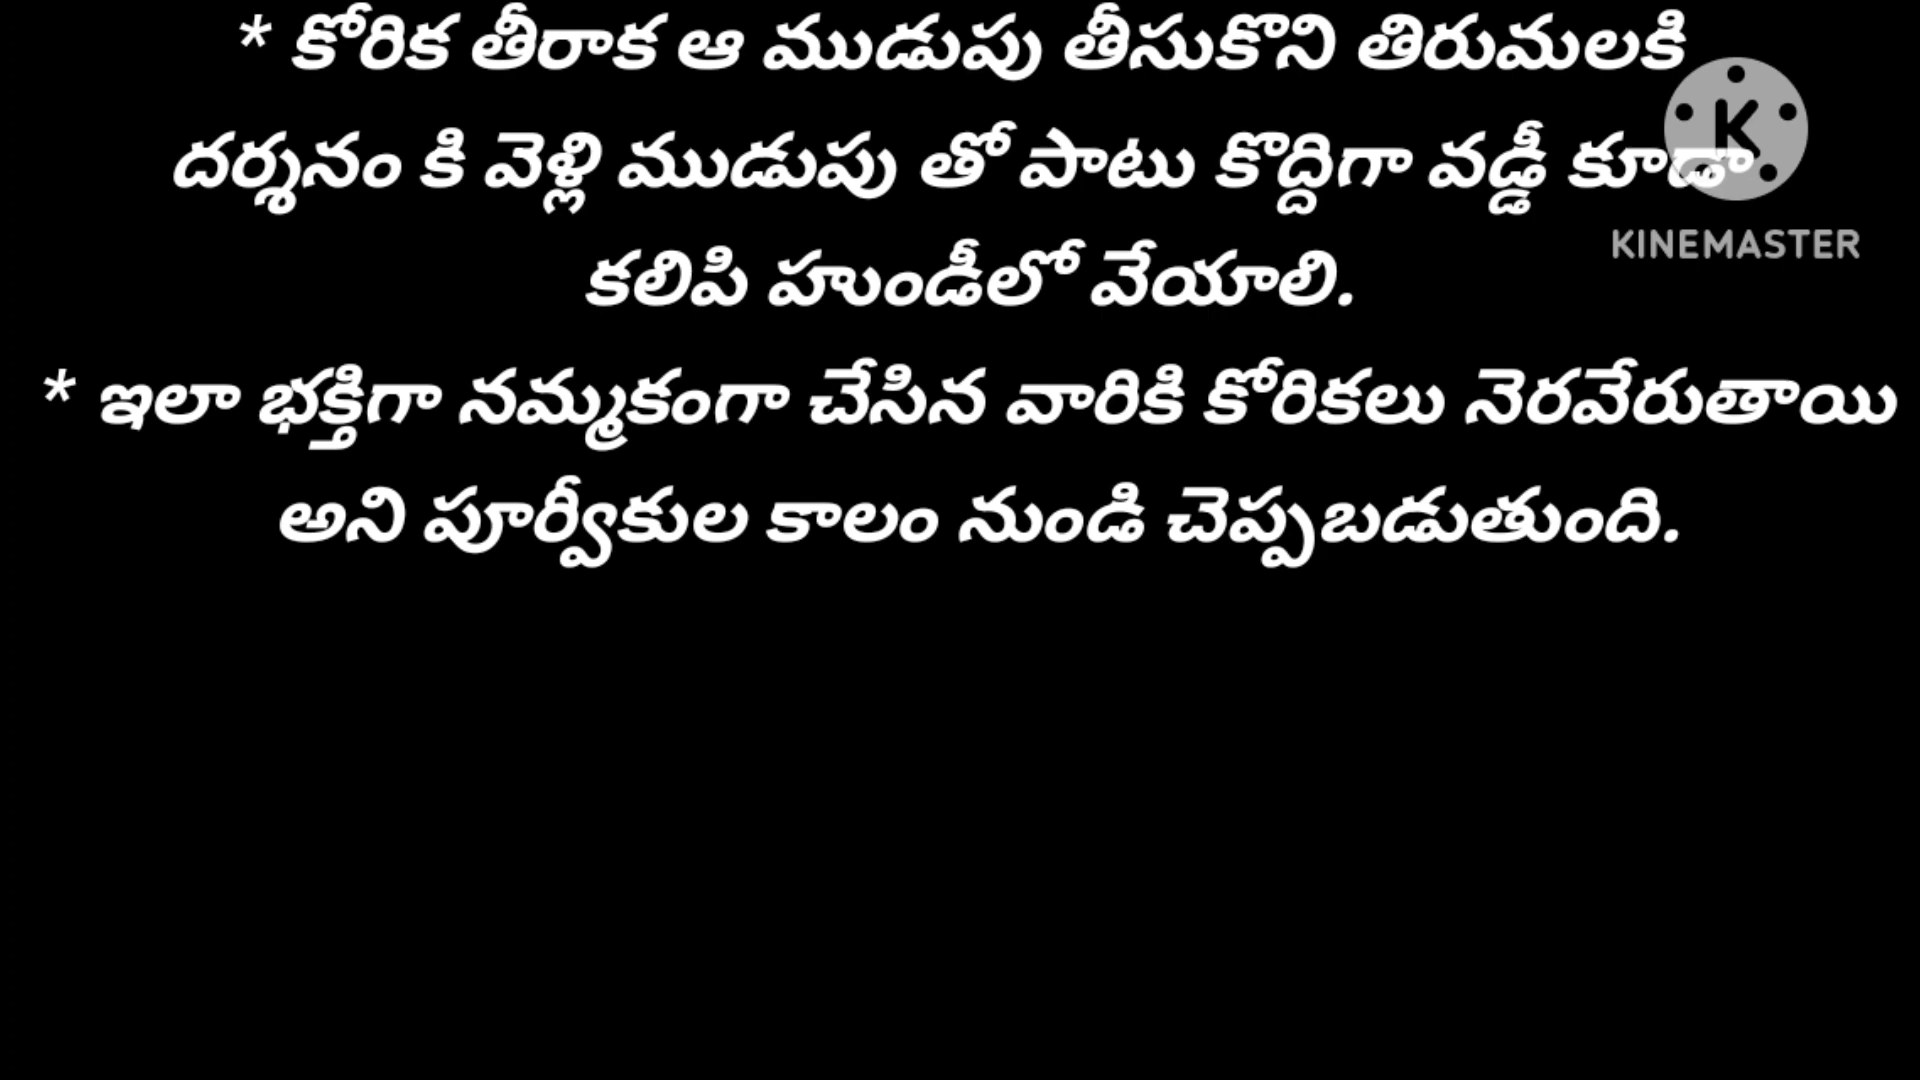 * కోరిక తీరాక ఆ ముడుపు తీసుకొని తిరుమలకి
దర్శనం కి వెళ్లి ముడుపు తో పాటు కొద్దిగా వడ్డీ కూడా
KINEMASTER
కలిపి హుండీలో వేయాలి.
* ఇలా భక్తిగా నమ్మకంగా చేసిన వారికి కోరికలు నెరవేరుతాయి
అని పూర్వీకుల కాలం నుండి చెప్పబడుతుంది.